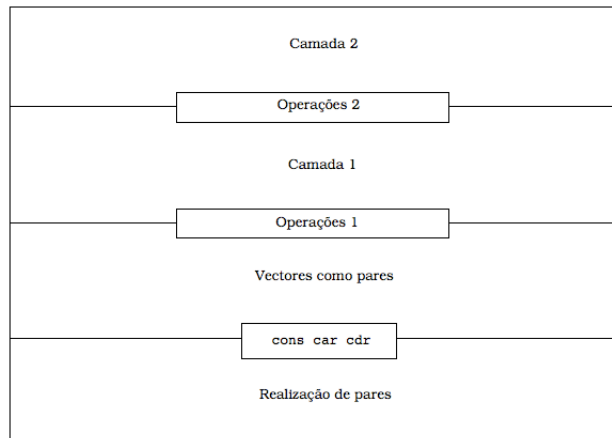 Camada 2
Operações 2
Camada 1
Operações 1
Vectores como pares
cons car cdr
Realização de pares